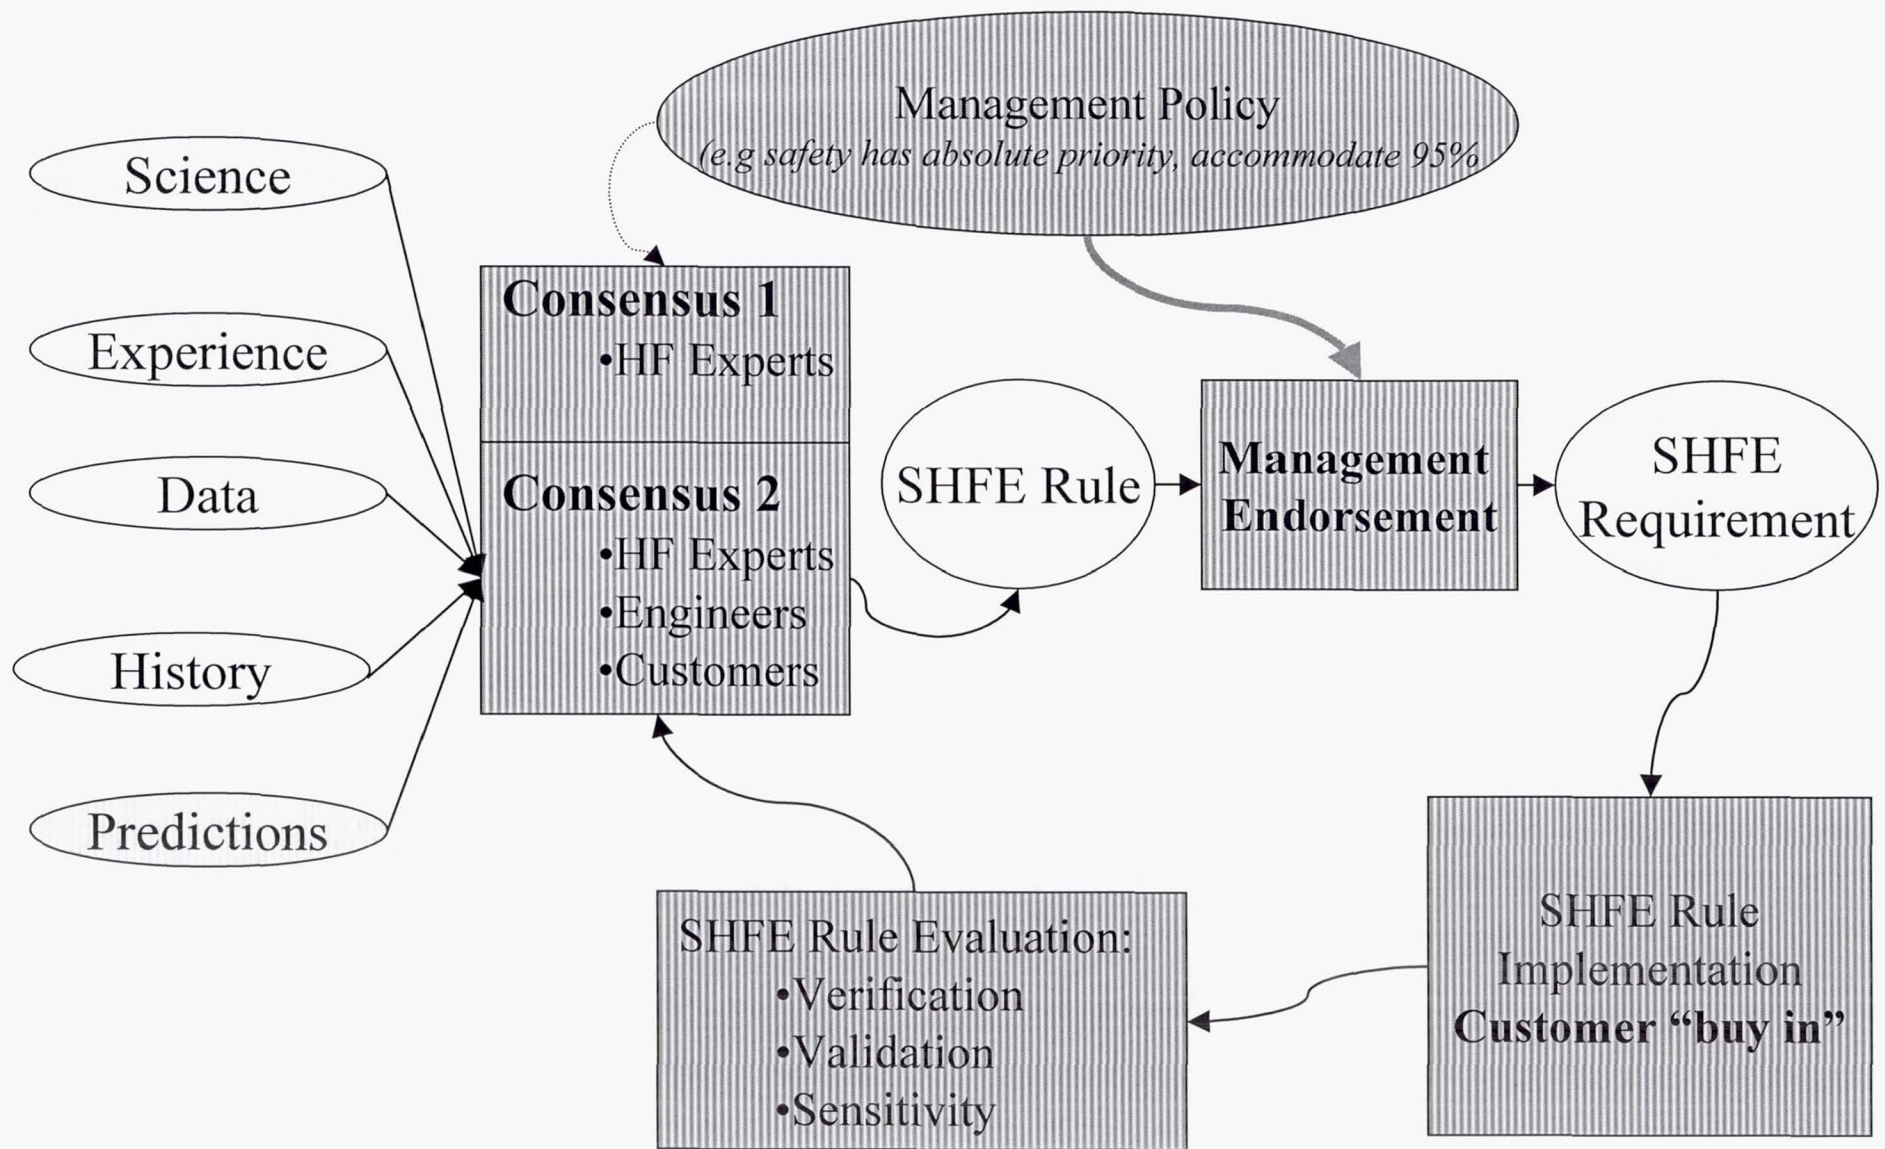 Management Policy
(e.g safety has absolute priority, accommodate 95%
Science
Experience
Data
History
Predictions
Consensus 1
•HF Experts
Consensus 2
•HF Experts
•Engineers
•Customers
SHFE Rule
Management
Endorsement
SHFE
Requirement
SHFE Rule
Implementation
Customer “buy in”
SHFE Rule Evaluation:
•Verification
•Validation
•Sensitivity